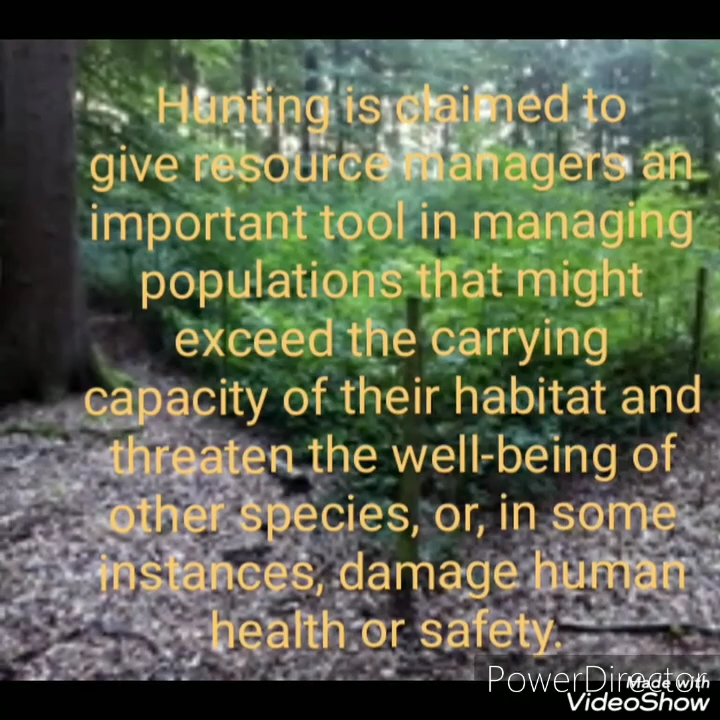 Hunting is claimed to
give resource managers an
important tool in managing
populations that might
exceed the carrying
capacity of their habitat and
threaten the well-being of
other species, or, in some
instances, damage human
health or safety.
PowerDirector
Made with
VideoShow